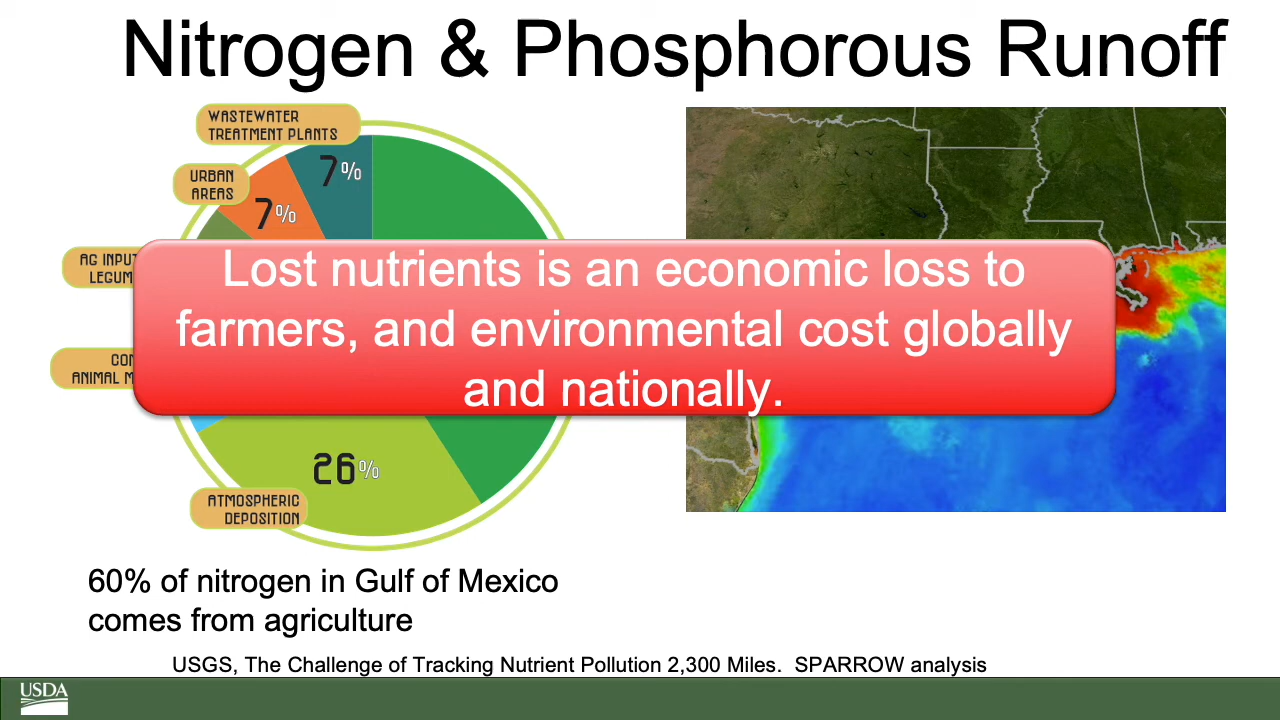 Nitrogen & Phosphorous Runoff
WASTEWATER
TREATMENT PLANTS
7%
URBAN
AREAS
7%
AG
Lost nutrients is an economic loss to
farmers, and environmental cost globally
and nationally.
ANIMAL
26%
ATMOSPHERIC
DEPOSITION
60% of nitrogen in Gulf of Mexico
comes from agriculture
USGS, The Challenge of Tracking Nutrient Pollution 2,300 Miles. SPARROW analysis
USDA